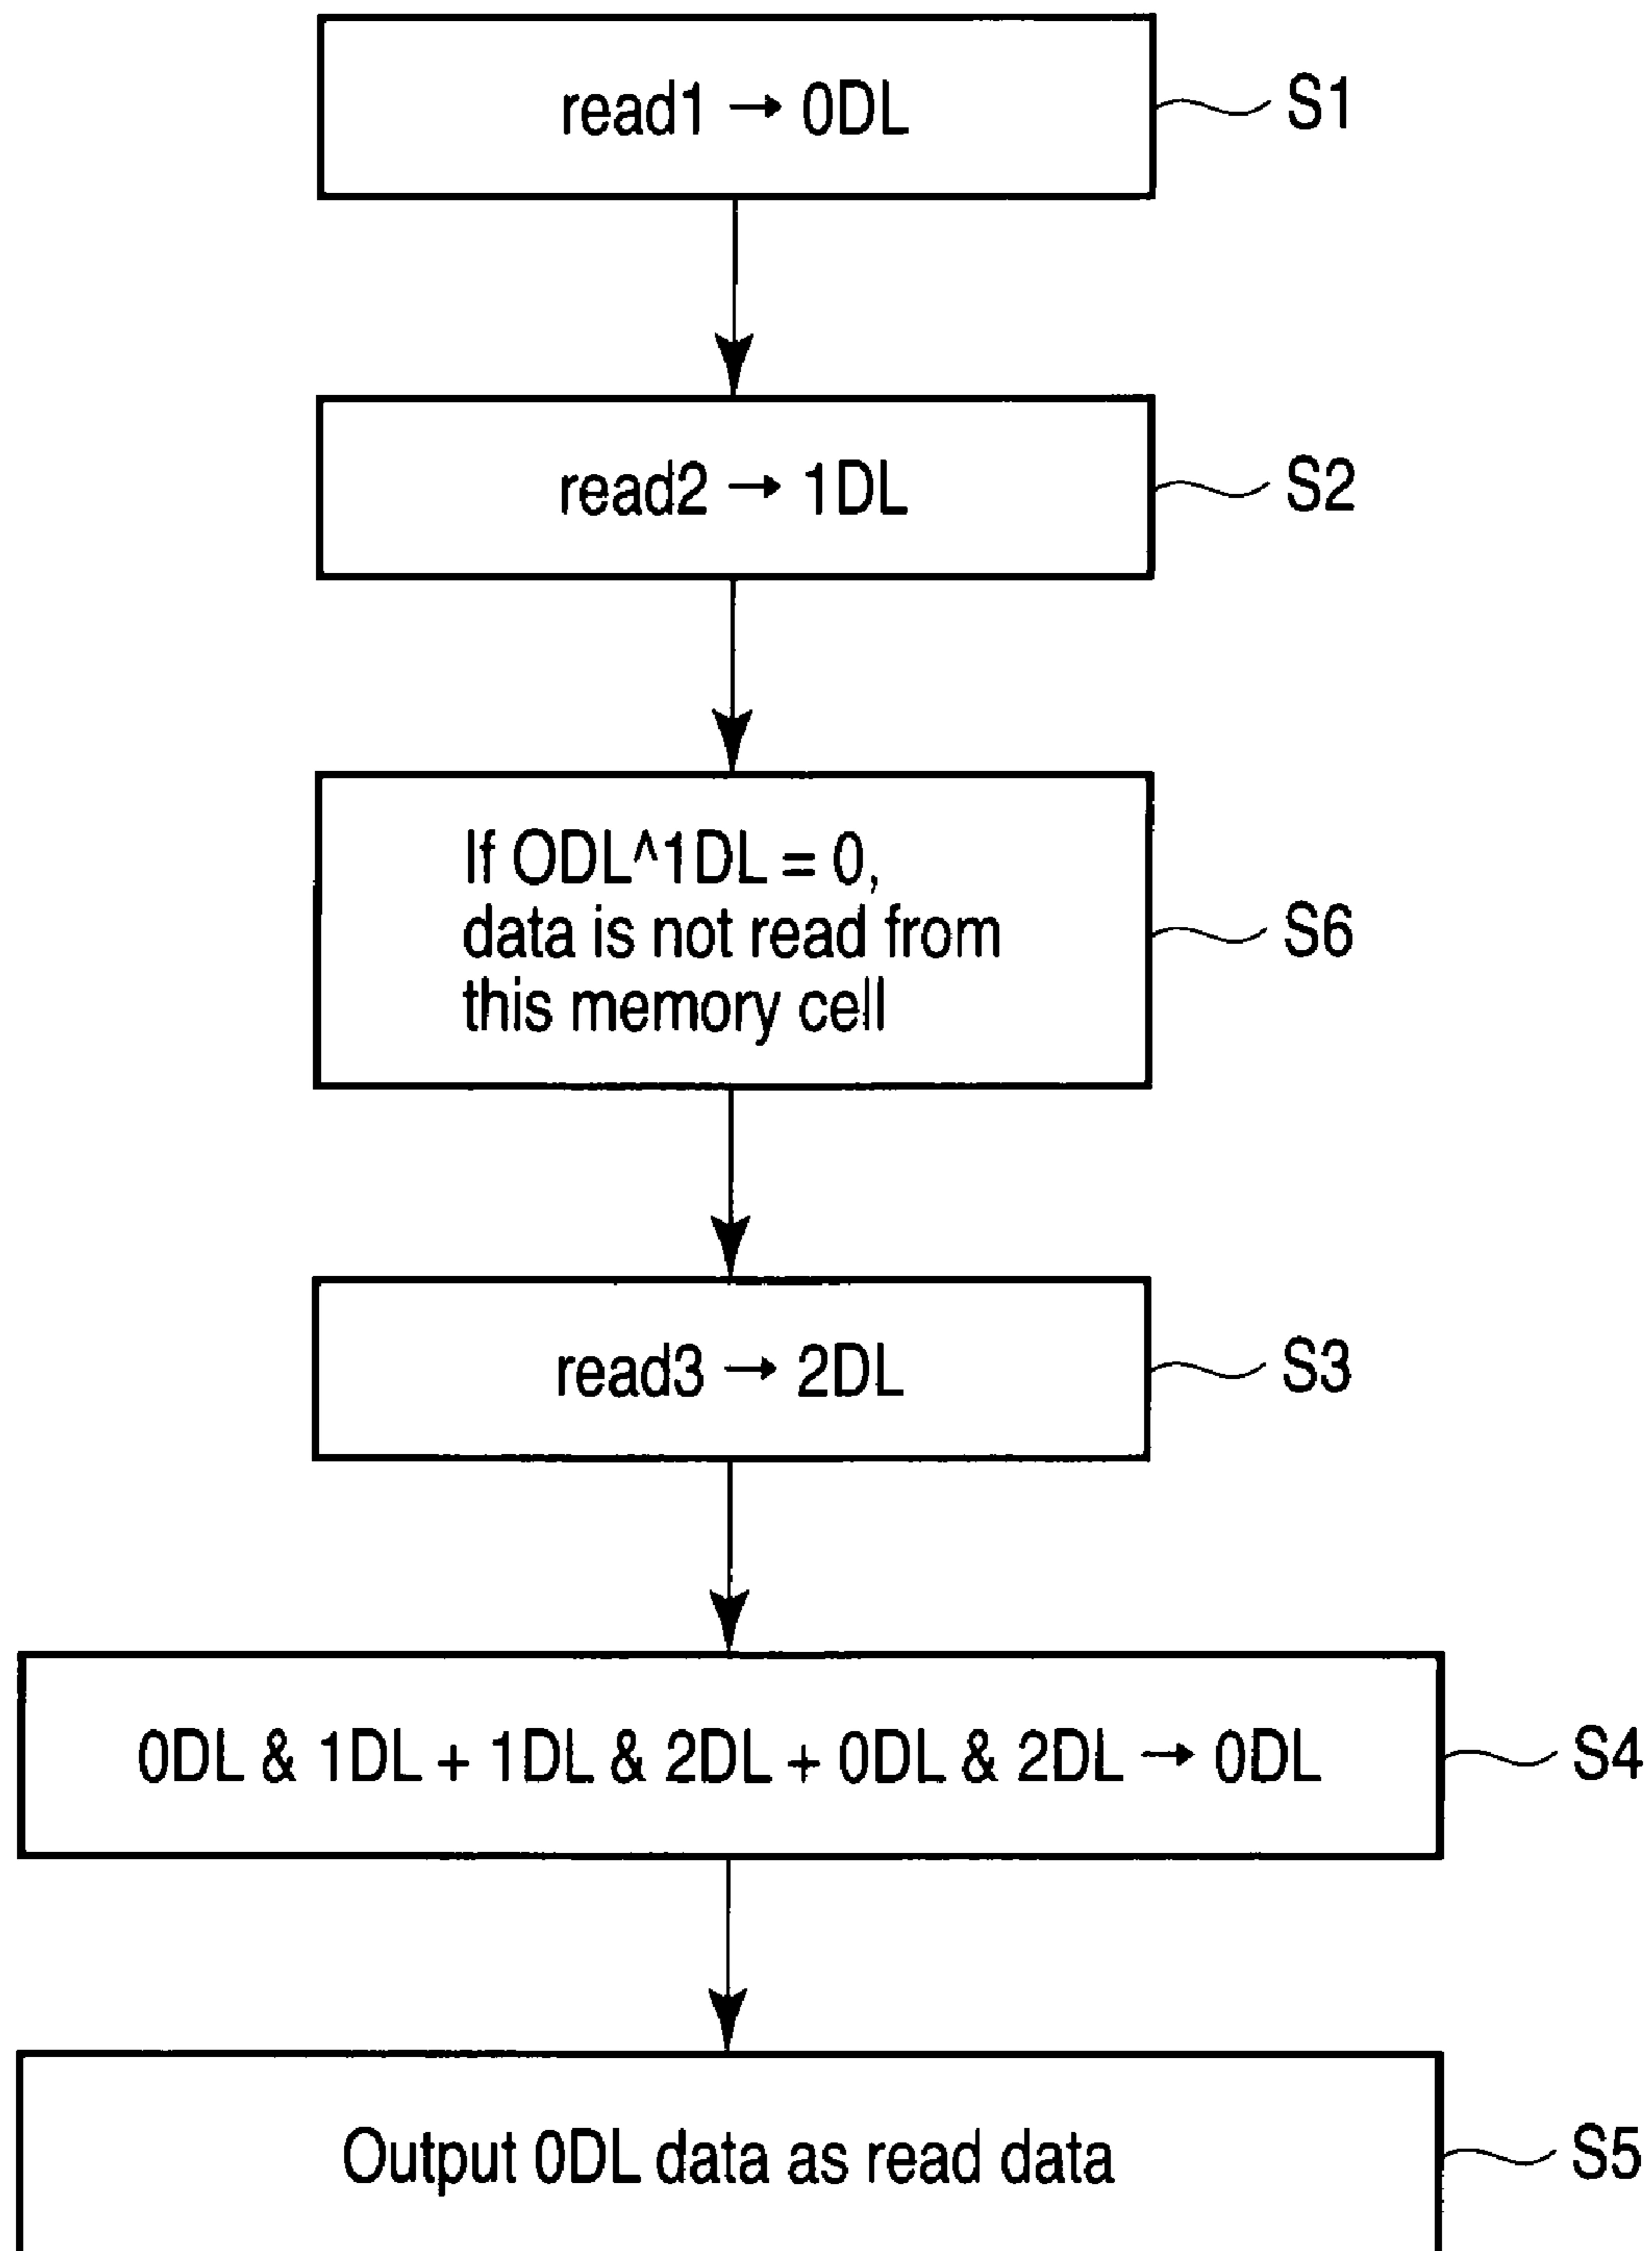 read1 → 0DL
S1
read2 → 1DL
S2
If ODL^1DL = 0,
data is not read from
this memory cell
S6
read3 → 2DL
S3
0DL & 1DL + 1DL & 2DL + 0DL & 2DL → 0DL
S4
Output 0DL data as read data
S5